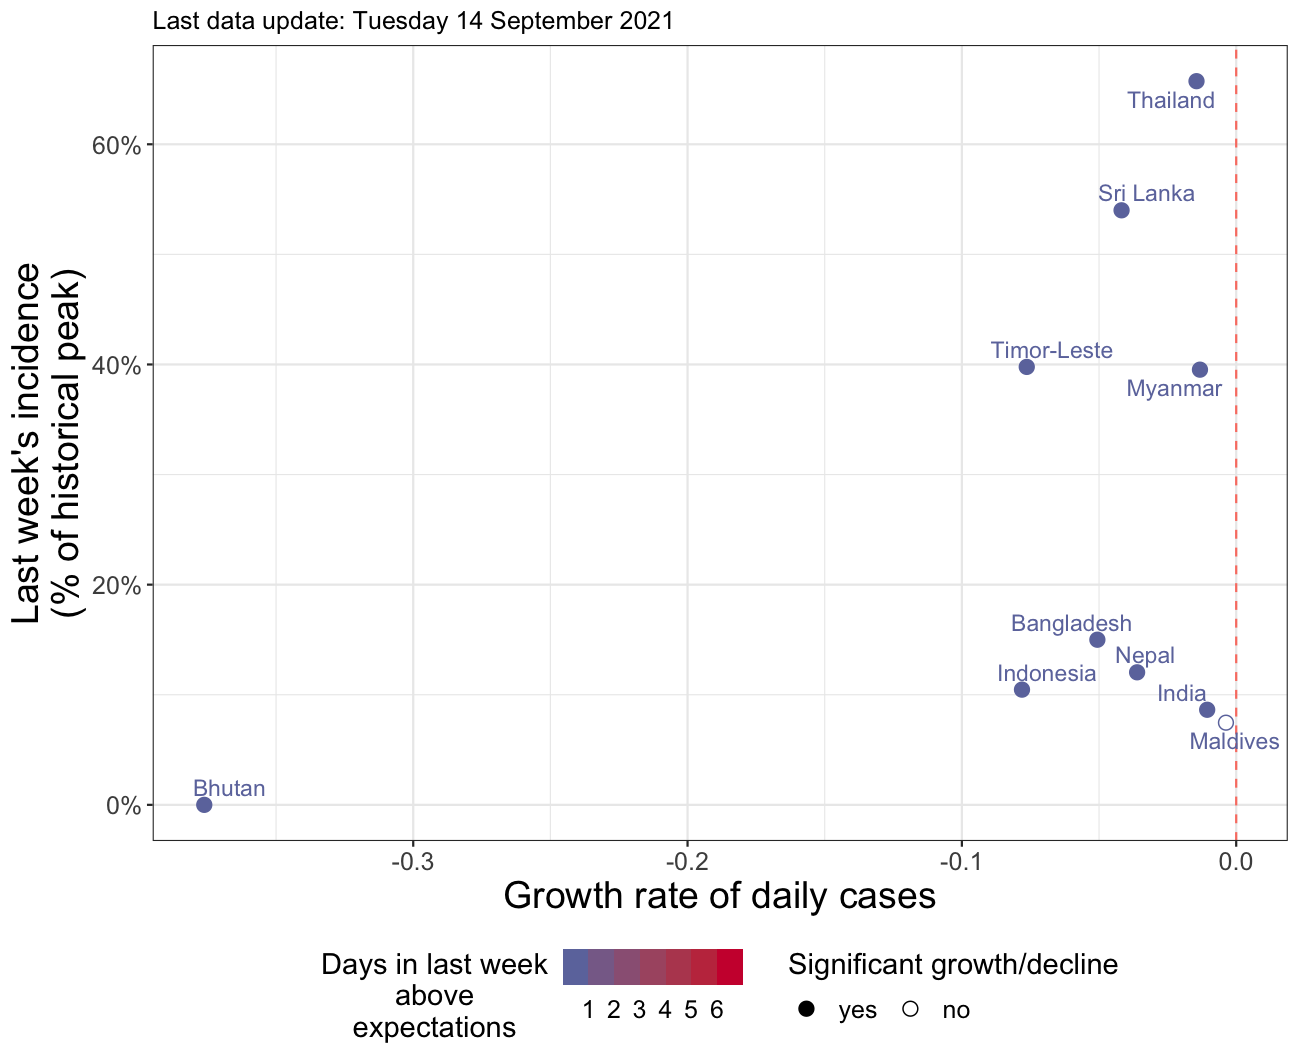 Last data update: Tuesday 14 September 2021
Last week's incidence
(% of historical peak)
60%
40%
20%
0%
Thailand
Sri Lanka
Timor-Leste
Myanmar
Bangladesh
Nepal
Indonesia
India
Maldives
Bhutan
-0.3
-0.2
-0.1
0.0
Growth rate of daily cases
Days in last week
above
expectations
1 2 3 4 5 6
Significant growth/decline
yes
no